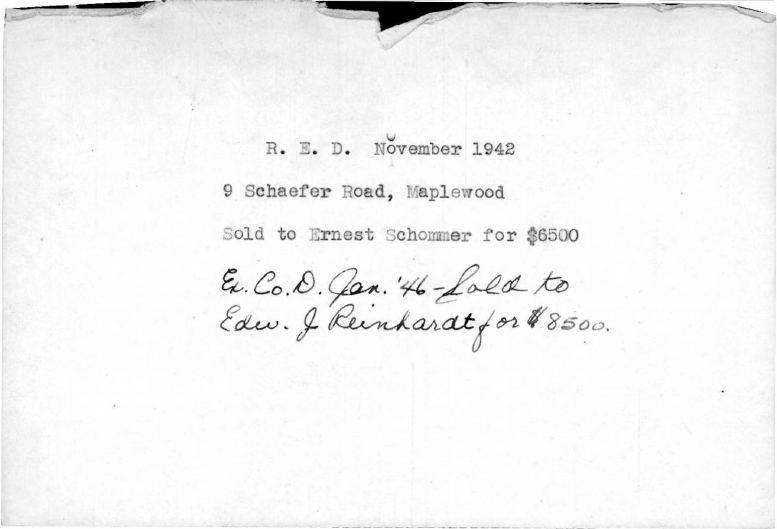 R. E. D. November 1942
9 Schaefer Road, Maplewood
Sold to Ernest Schommer for $6500
Ex. Co. D. Jan. '46 - Sold to
Edw. J Reinhardt for $8500.